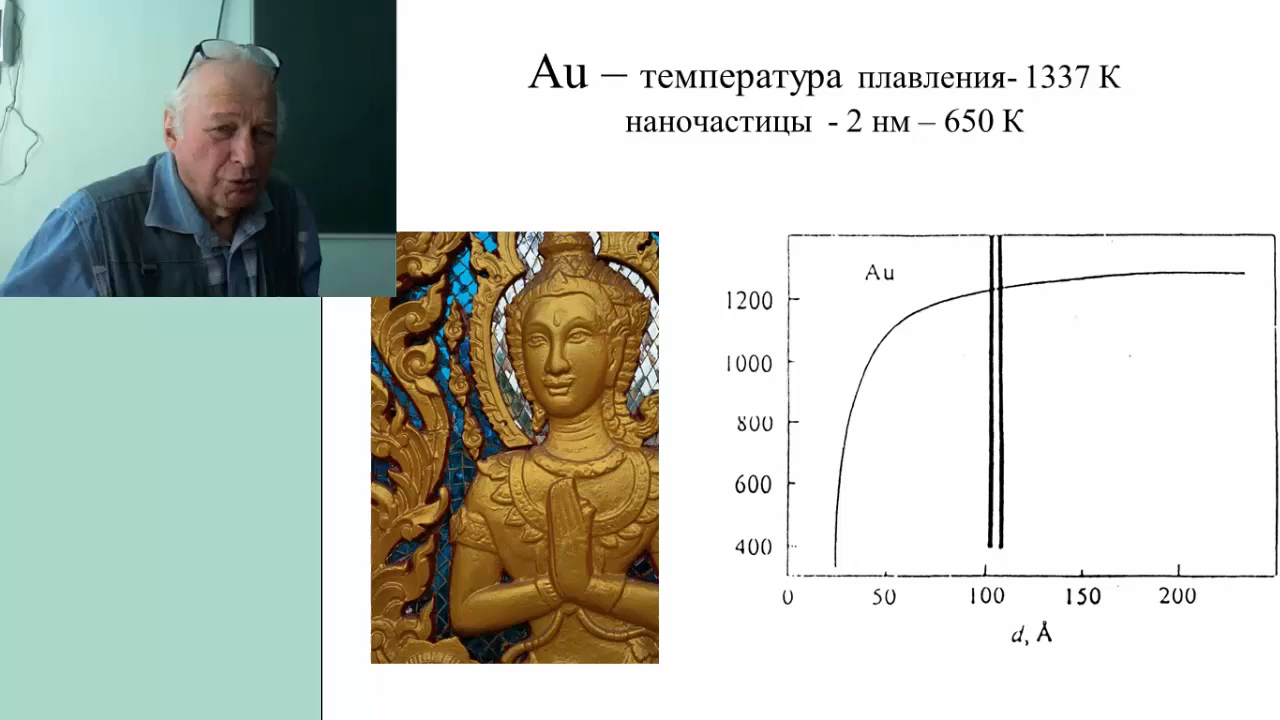 Au – температура плавления- 1337 К
наночастицы - 2 нм – 650 К
Au
1200
1000
800
600
400
0 50 100 150 200
d, Å